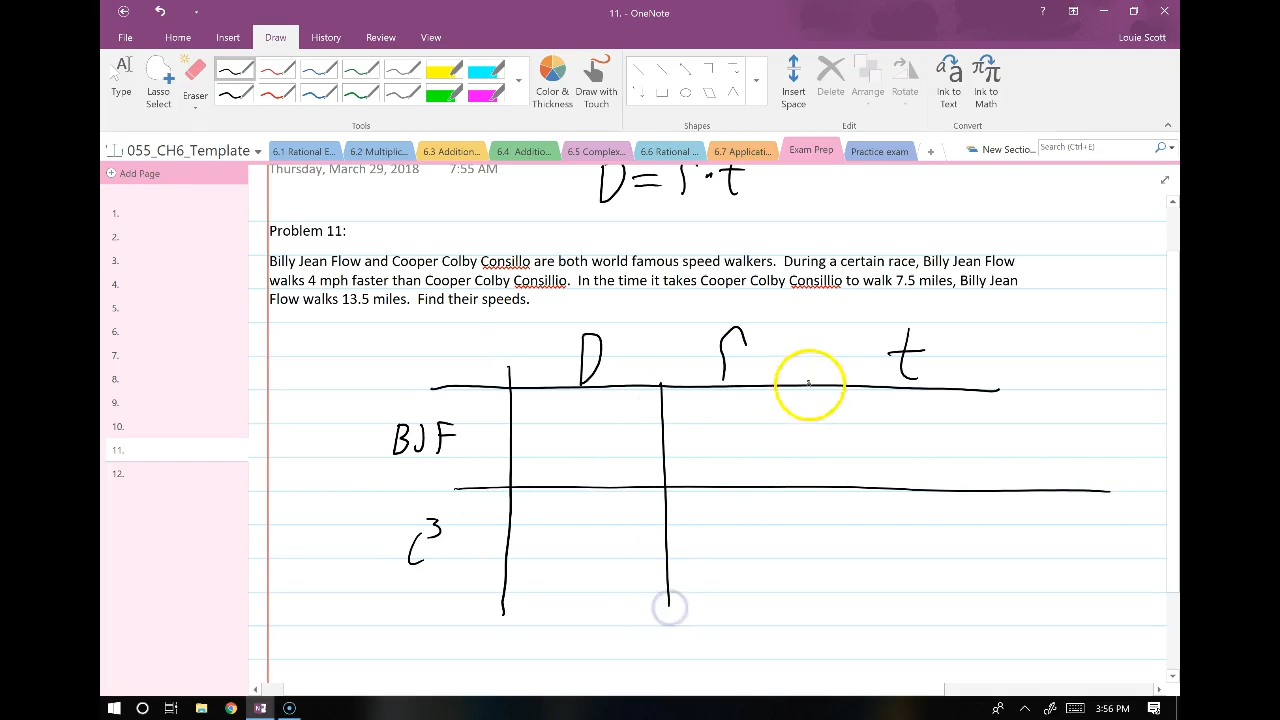 11. - OneNote
?
Louie Scott
File Home Insert Draw History Review View
Type Lasso Select Eraser Color & Thickness Draw with Touch Insert Space Delete Arrange Rotate Ink to Text Ink to Math
Tools Shapes Edit Convert
055_CH6_Template 6.1 Rational E... 6.2 Multiplic... 6.3 Addition... 6.4 Additio... 6.5 Complex... 6.6 Rational ... 6.7 Applicati... Exam Prep Practice exam + New Sectio... Search (Ctrl+E)
Add Page
Thursday, March 29, 2018 7:55 AM
D = r · t
1.
2.
3.
4.
5.
6.
7.
8.
9.
10.
11.
12.
Problem 11:
Billy Jean Flow and Cooper Colby Consillo are both world famous speed walkers. During a certain race, Billy Jean Flow
walks 4 mph faster than Cooper Colby Consillio. In the time it takes Cooper Colby Consillio to walk 7.5 miles, Billy Jean
Flow walks 13.5 miles. Find their speeds.
D r t
BJF
C³
3:56 PM